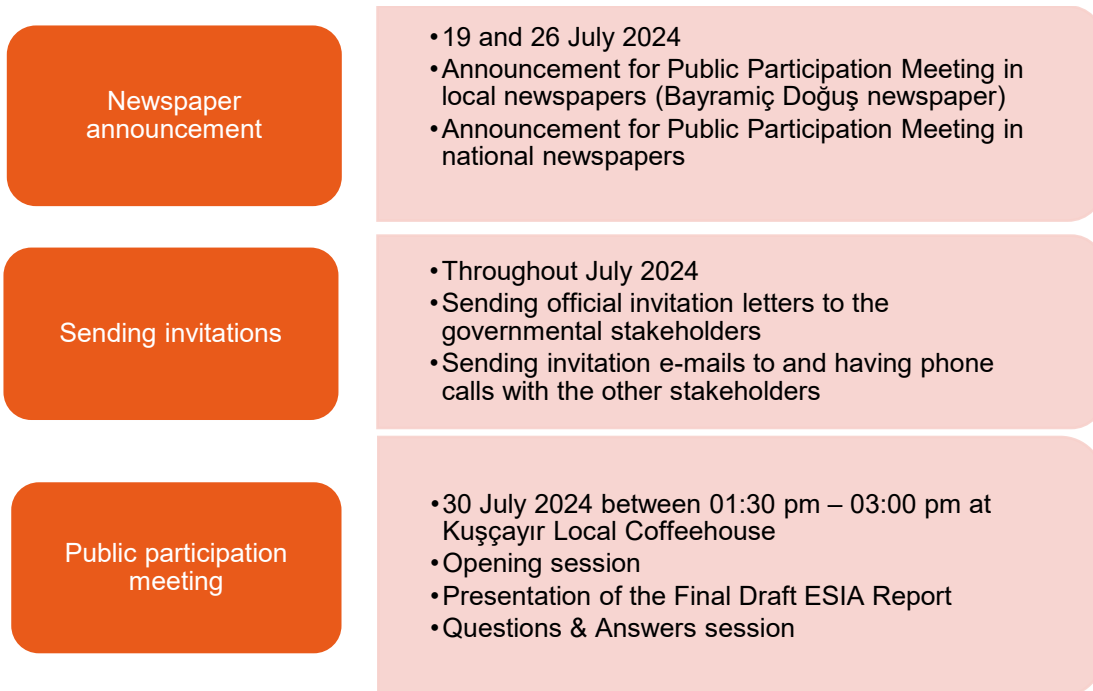 Newspaper
announcement
•19 and 26 July 2024
•Announcement for Public Participation Meeting in
local newspapers (Bayramiç Doğuş newspaper)
•Announcement for Public Participation Meeting in
national newspapers
Sending invitations
•Throughout July 2024
•Sending official invitation letters to the
governmental stakeholders
•Sending invitation e-mails to and having phone
calls with the other stakeholders
Public participation
meeting
•30 July 2024 between 01:30 pm – 03:00 pm at
Kuşçayır Local Coffeehouse
•Opening session
•Presentation of the Final Draft ESIA Report
•Questions & Answers session